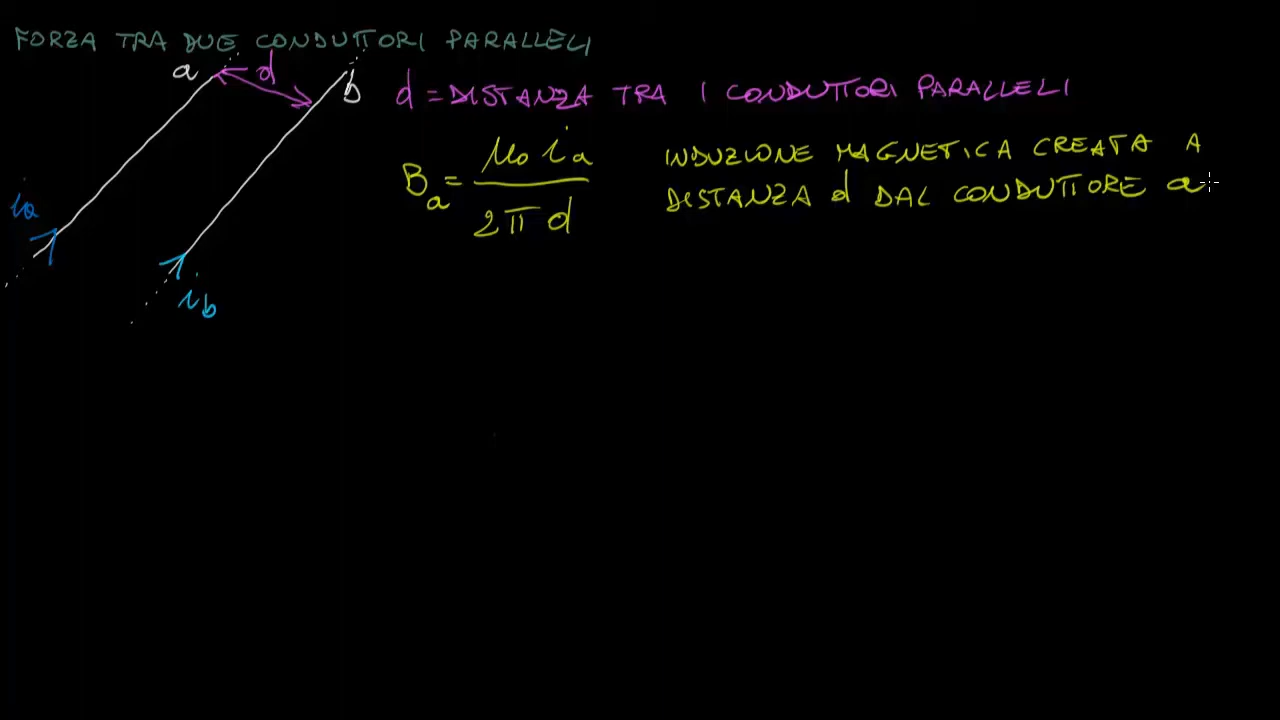 FORZA TRA DUE CONDUTTORI PARALLELI
a
d
b
d = DISTANZA TRA I CONDUTTORI PARALLELI
B_a = μ₀ i_a / 2π d
INDUZIONE MAGNETICA CREATA A
DISTANZA d DAL CONDUTTORE a
i_a
i_b